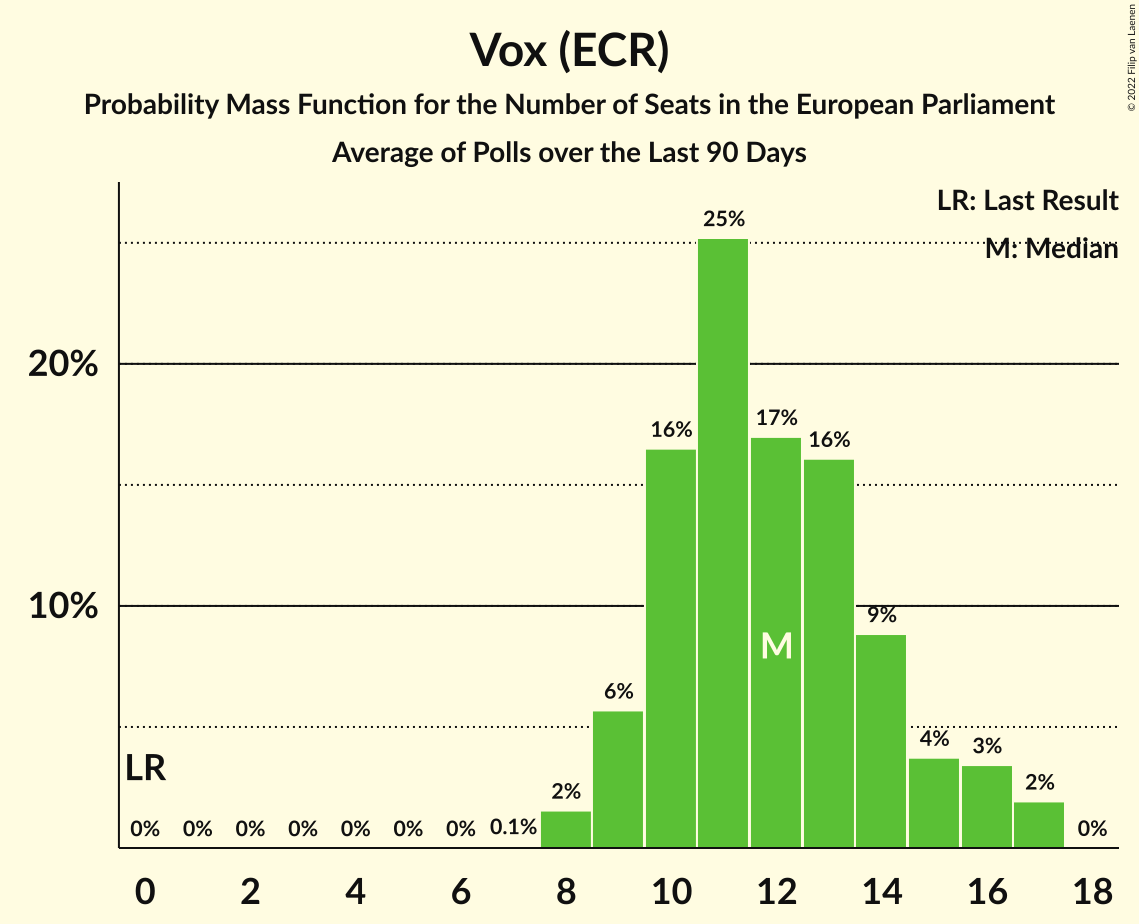 Vox (ECR)
Probability Mass Function for the Number of Seats in the European Parliament
Average of Polls over the Last 90 Days
© 2022 Filip van Laenen
LR: Last Result
M: Median
25%
20%
16%
17%
16%
10%
9%
M
6%
4%
3%
2%
2%
LR
0%
0%
0%
0%
0%
0%
0%
0.1%
0%
0 2 4 6 8 10 12 14 16 18